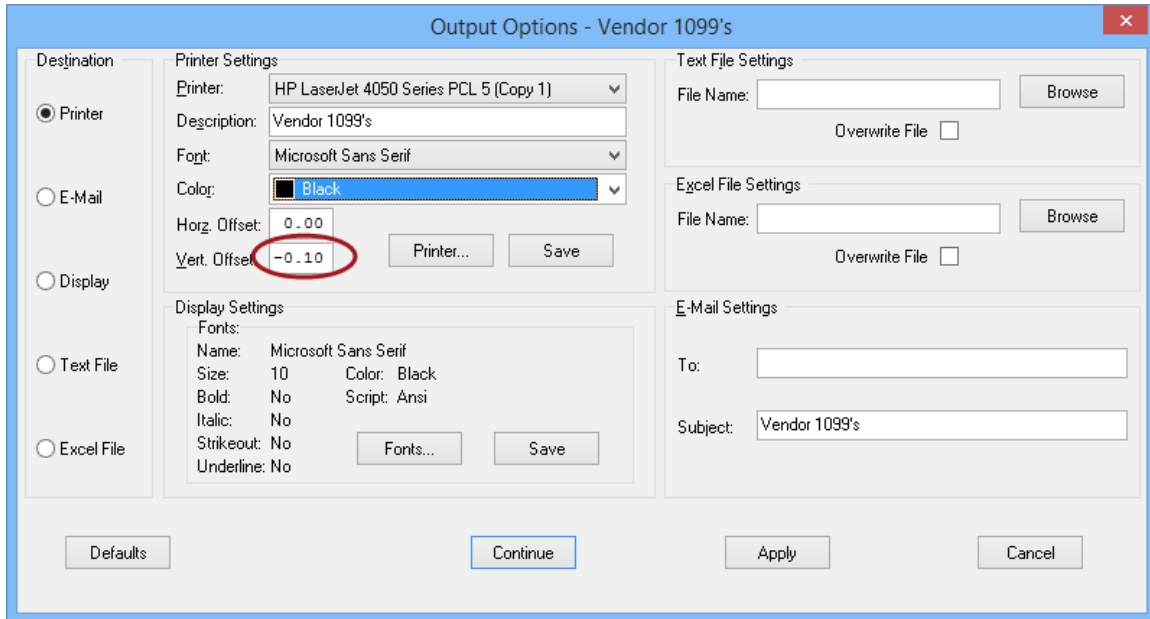 Output Options - Vendor 1099's
Destination
Printer
E-Mail
Display
Text File
Excel File
Printer Settings
Printer: HP LaserJet 4050 Series PCL 5 (Copy 1)
Description: Vendor 1099's
Font: Microsoft Sans Serif
Color: Black
Horz. Offset: 0.00
Vert. Offset -0.10
Printer... Save
Display Settings
Fonts:
Name: Microsoft Sans Serif
Size: 10 Color: Black
Bold: No Script: Ansi
Italic: No
Strikeout: No
Underline: No
Fonts... Save
Text File Settings
File Name: Browse
Overwrite File
Excel File Settings
File Name: Browse
Overwrite File
E-Mail Settings
To:
Subject: Vendor 1099's
Defaults Continue Apply Cancel